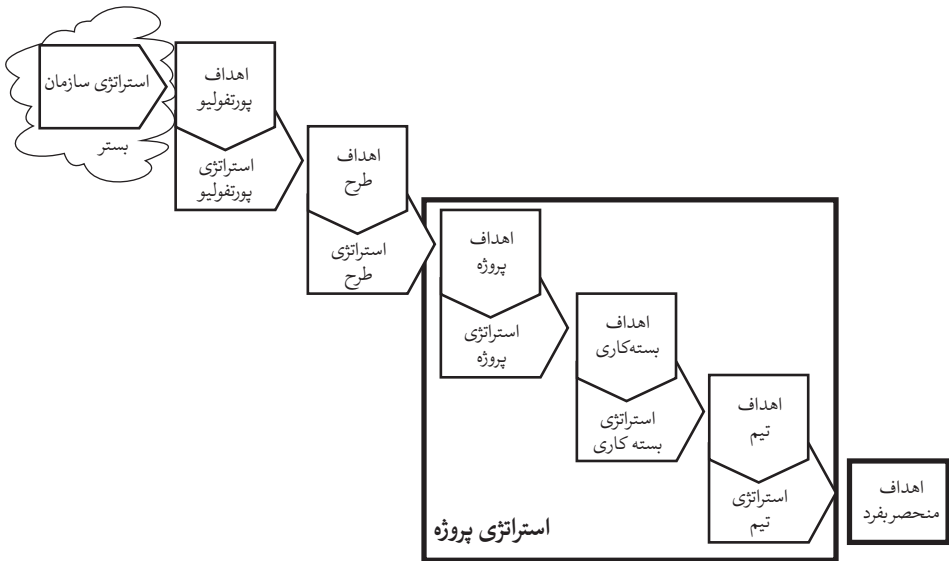 استراتژی سازمان
بستر
اهداف
پورتفولیو
استراتژی
پورتفولیو
اهداف
طرح
استراتژی
طرح
اهداف
پروژه
استراتژی
پروژه
اهداف
بسته‌کاری
استراتژی
بسته کاری
اهداف
تیم
استراتژی
تیم
استراتژی پروژه
اهداف
منحصربفرد